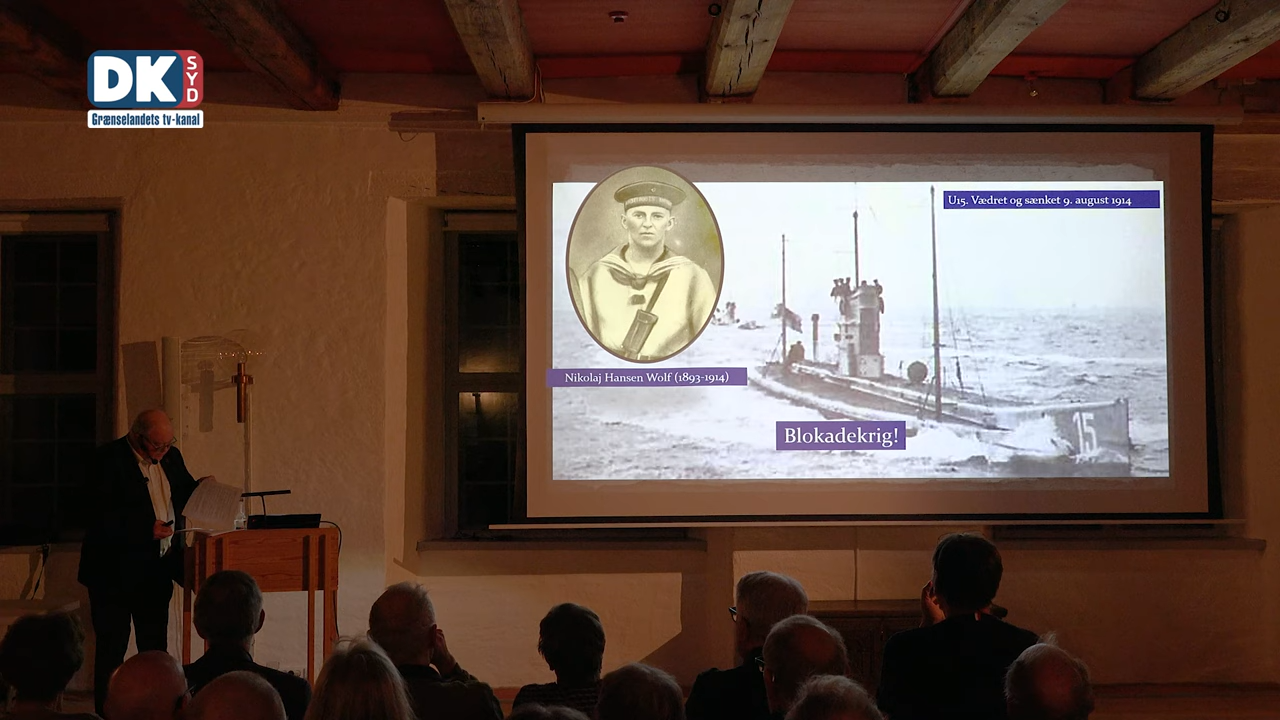 DK SYD
Grænselandets tv-kanal
U15. Vædret og sænket 9. august 1914
Nikolaj Hansen Wolf (1893-1914)
Blokadekrig!
15